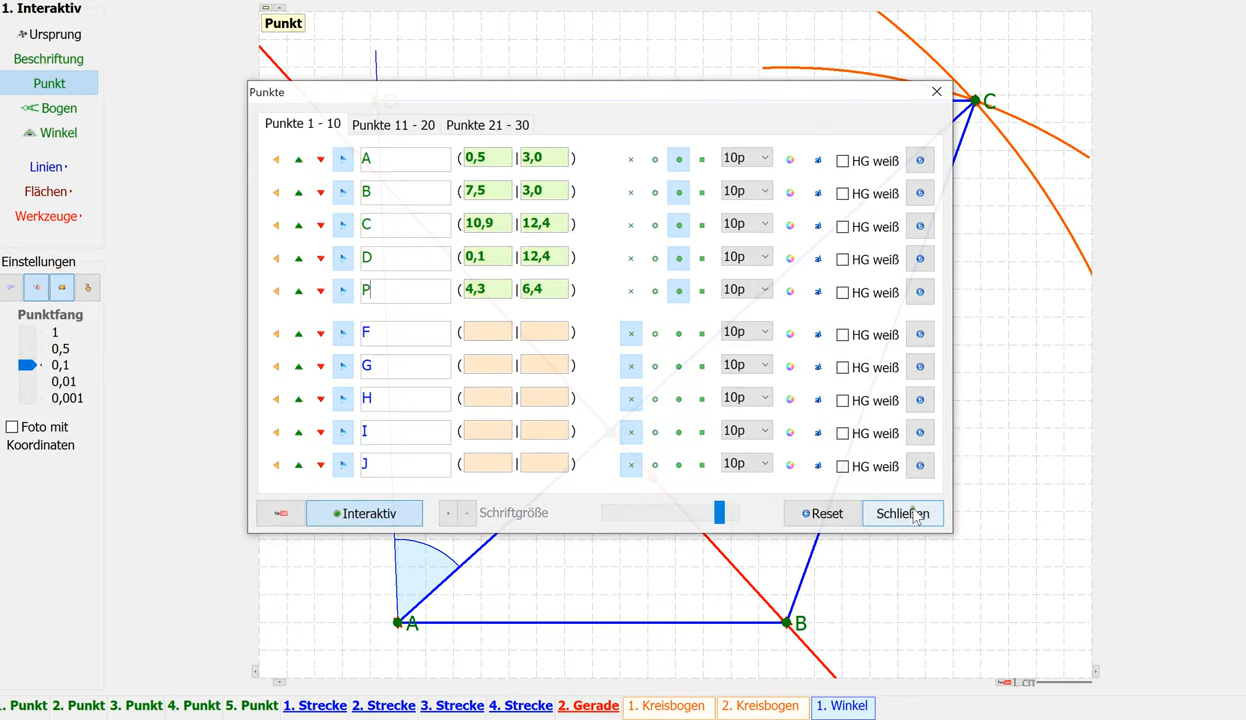 1. Interaktiv
Ursprung
Beschriftung
Punkt
Bogen
Winkel
Linien
Flächen
Werkzeuge
Einstellungen
Punktfang
1
0,5
0,1
0,01
0,001
Foto mit
Koordinaten
Punkt
C
Punkte
Punkte 1 - 10 Punkte 11 - 20 Punkte 21 - 30
A ( 0,5 | 3,0 ) 10p HG weiß
B ( 7,5 | 3,0 ) 10p HG weiß
C ( 10,9 | 12,4 ) 10p HG weiß
D ( 0,1 | 12,4 ) 10p HG weiß
P ( 4,3 | 6,4 ) 10p HG weiß
F ( | ) 10p HG weiß
G ( | ) 10p HG weiß
H ( | ) 10p HG weiß
I ( | ) 10p HG weiß
J ( | ) 10p HG weiß
Interaktiv + - Schriftgröße Reset Schließen
A B
1 cm
1. Punkt 2. Punkt 3. Punkt 4. Punkt 5. Punkt 1. Strecke 2. Strecke 3. Strecke 4. Strecke 2. Gerade 1. Kreisbogen 2. Kreisbogen 1. Winkel